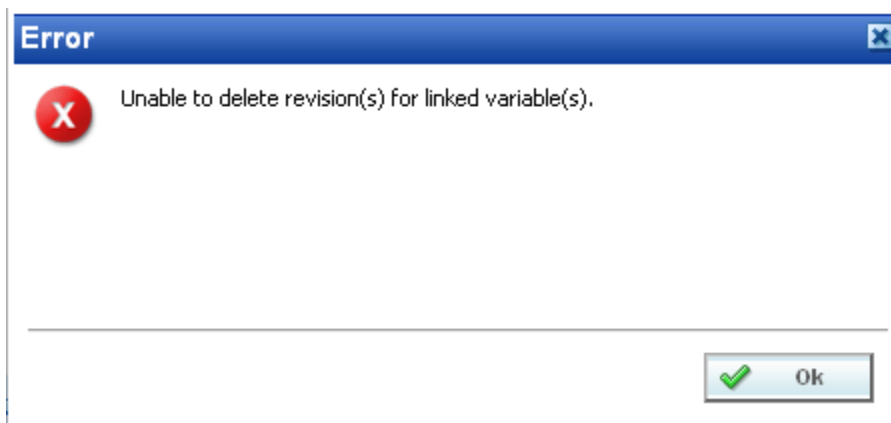 Error
Unable to delete revision(s) for linked variable(s).
Ok